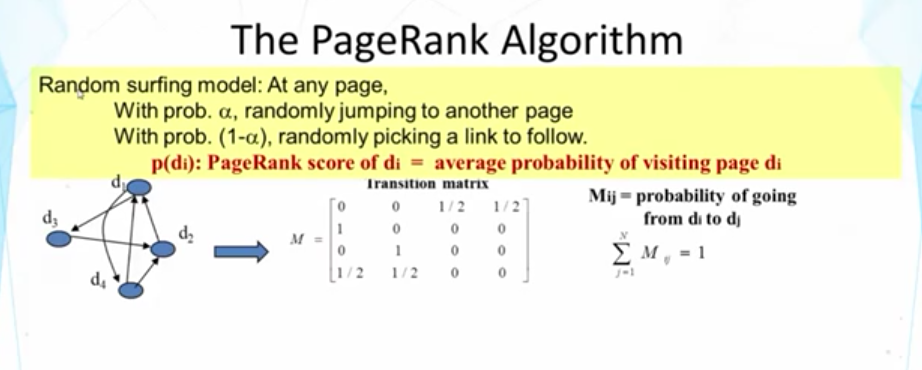 The PageRank Algorithm
Random surfing model: At any page,
With prob. α, randomly jumping to another page
With prob. (1-α), randomly picking a link to follow.
p(di): PageRank score of di = average probability of visiting page di
d1
Transition matrix
Mij = probability of going
from di to dj
d3
d2
d4
M =
0 0 1/2 1/2
1 0 0 0
0 1 0 0
1/2 1/2 0 0
N
∑ M ij = 1
j=1